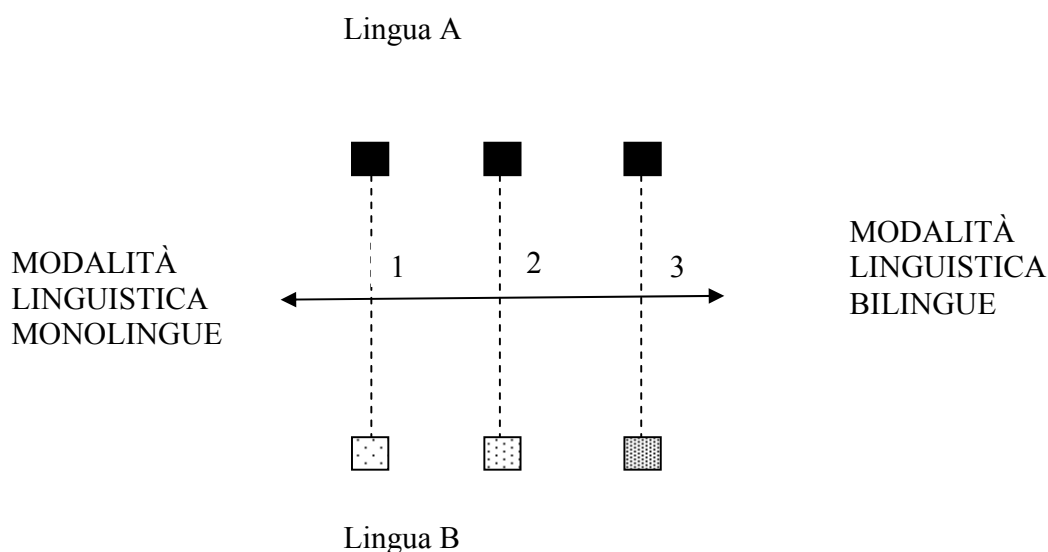 Lingua A
MODALITÀ
LINGUISTICA
MONOLINGUE
1
2
3
MODALITÀ
LINGUISTICA
BILINGUE
Lingua B